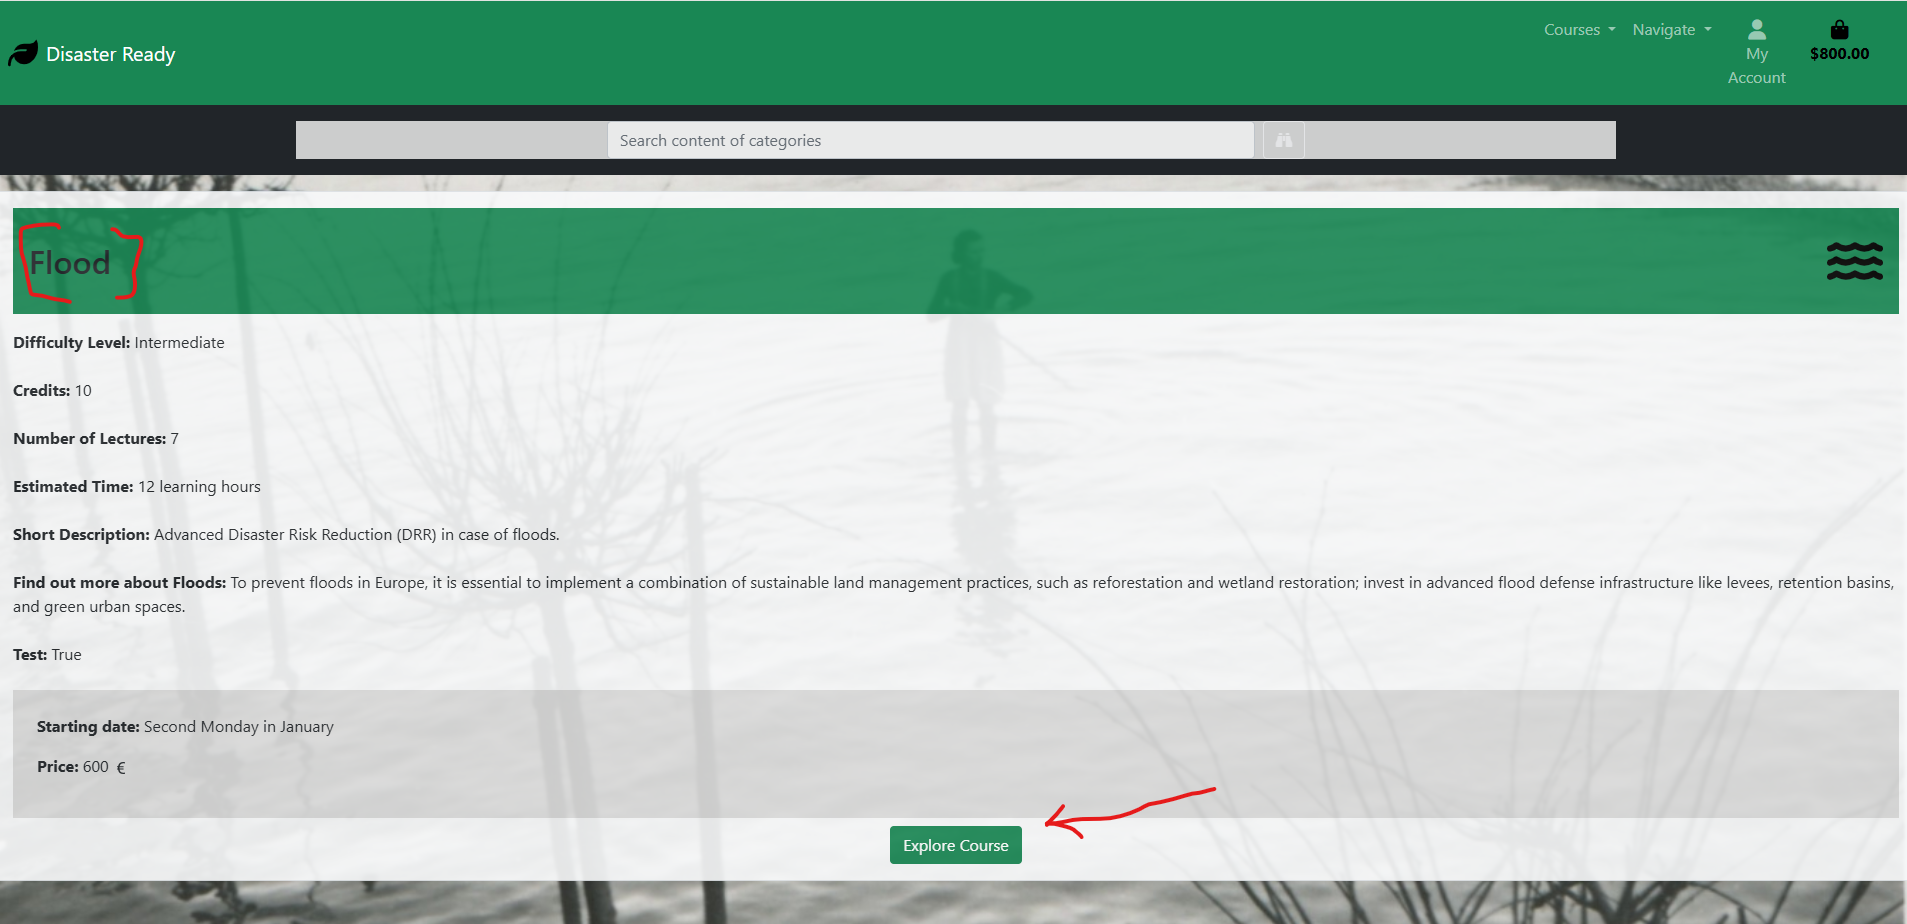 Disaster Ready
Courses
Navigate
My
Account
$800.00
Search content of categories
Flood
Difficulty Level: Intermediate
Credits: 10
Number of Lectures: 7
Estimated Time: 12 learning hours
Short Description: Advanced Disaster Risk Reduction (DRR) in case of floods.
Find out more about Floods: To prevent floods in Europe, it is essential to implement a combination of sustainable land management practices, such as reforestation and wetland restoration; invest in advanced flood defense infrastructure like levees, retention basins,
and green urban spaces.
Test: True
Starting date: Second Monday in January
Price: 600 €
Explore Course